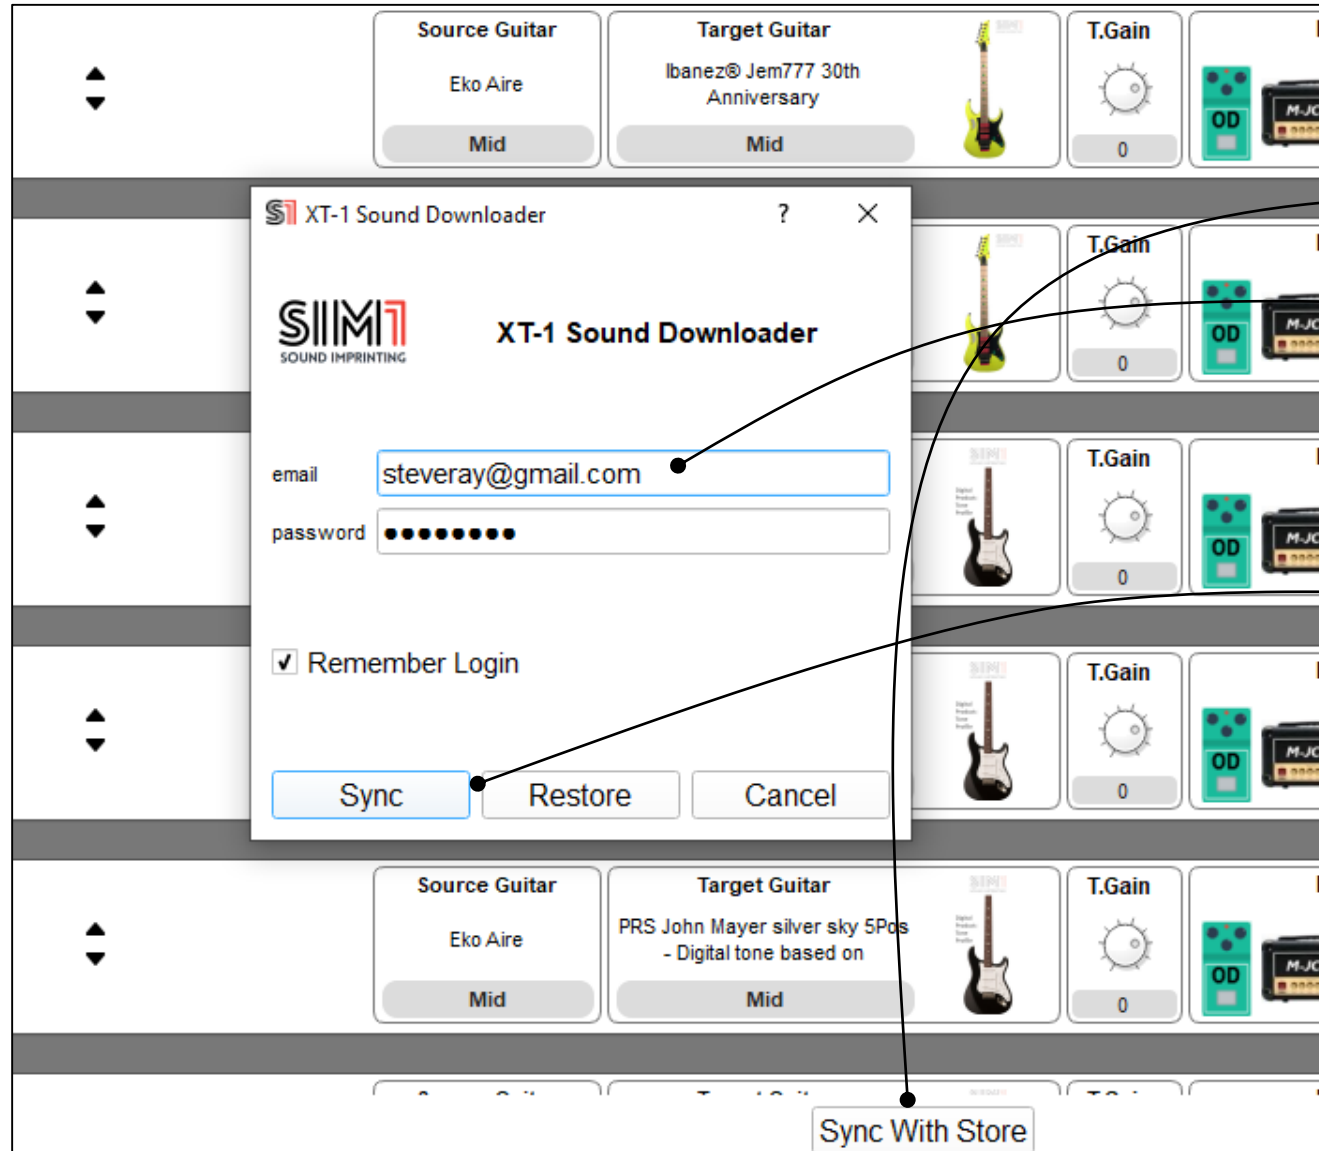 Source Guitar
Target Guitar
T.Gain
Eko Aire
Ibanez® Jem777 30th
Anniversary
OD
Mid
Mid
0
XT-1 Sound Downloader
?
T.Gain
SIM1
SOUND IMPRINTING
XT-1 Sound Downloader
OD
0
email
steveray@gmail.com
T.Gain
password
OD
0
Remember Login
T.Gain
OD
Sync
Restore
Cancel
0
Source Guitar
Target Guitar
T.Gain
Eko Aire
PRS John Mayer silver sky 5Pos
- Digital tone based on
OD
Mid
Mid
0
Sync With Store